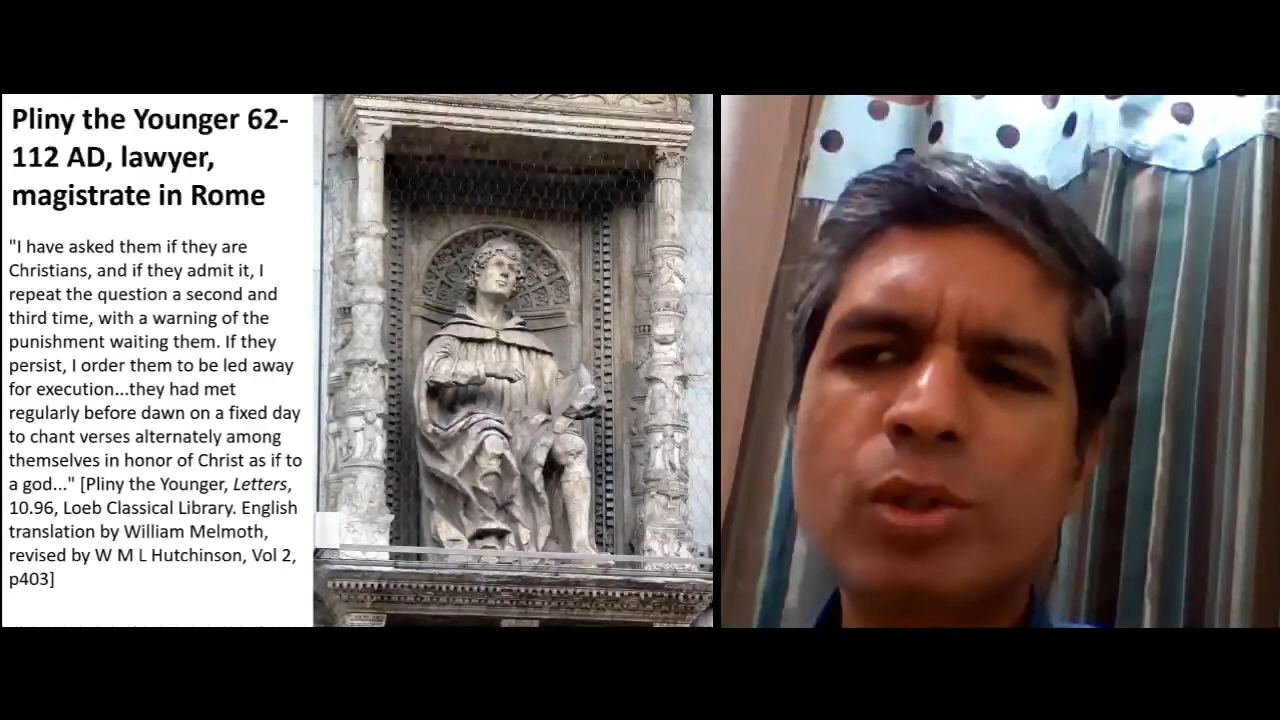 Pliny the Younger 62-
112 AD, lawyer,
magistrate in Rome
"I have asked them if they are
Christians, and if they admit it, I
repeat the question a second and
third time, with a warning of the
punishment waiting them. If they
persist, I order them to be led away
for execution...they had met
regularly before dawn on a fixed day
to chant verses alternately among
themselves in honor of Christ as if to
a god..." [Pliny the Younger, Letters,
10.96, Loeb Classical Library. English
translation by William Melmoth,
revised by W M L Hutchinson, Vol 2,
p403]